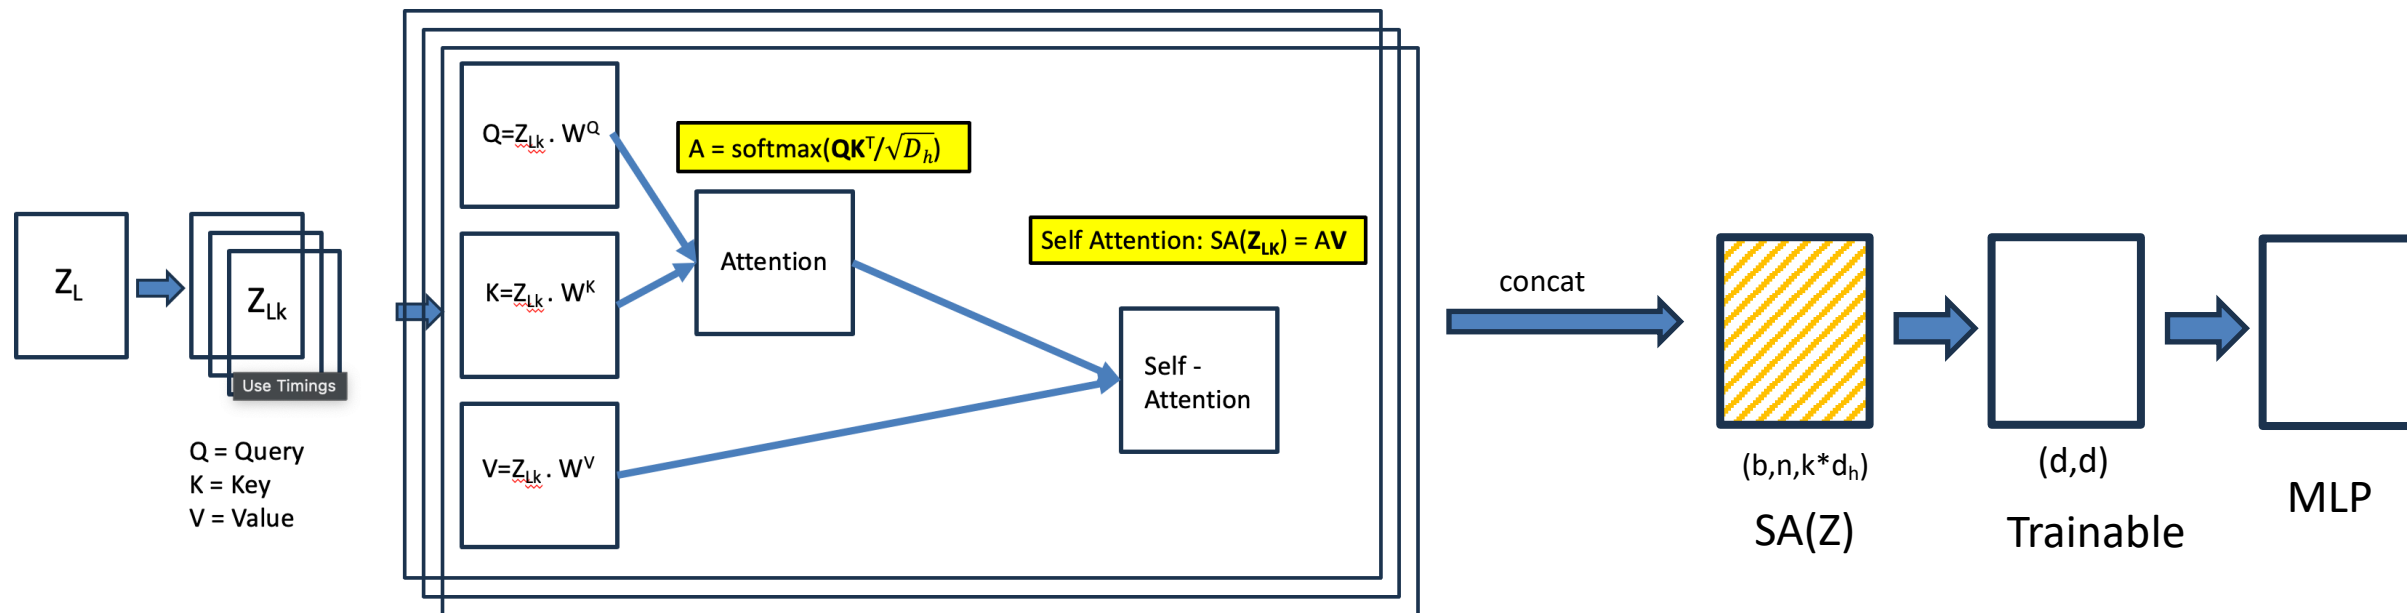 Z_L
Z_Lk
Use Timings
Q = Query
K = Key
V = Value
Q=Z_Lk . W^Q
K=Z_Lk . W^K
V=Z_Lk . W^V
A = softmax(QK^T/√D_h)
Attention
Self Attention: SA(Z_LK) = AV
Self -
Attention
concat
(b,n,k*d_h)
SA(Z)
(d,d)
Trainable
MLP